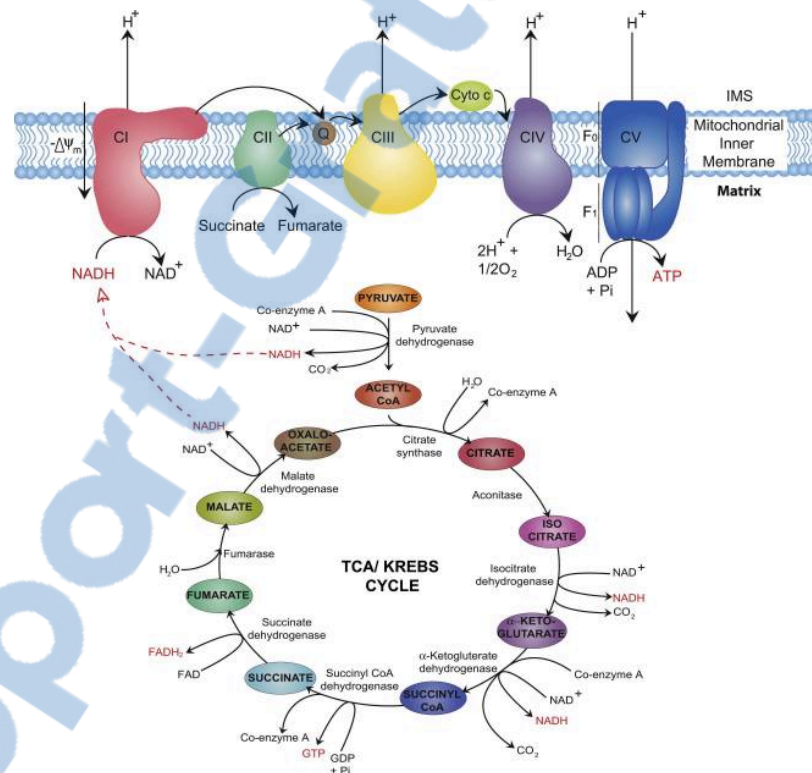 H+
H+
H+
H+
IMS
Cyto c
CI
CII
Q
CIII
CIV
F0
CV
Mitochondrial
Inner
Membrane
-ΔΨm
Matrix
F1
Succinate
Fumarate
NADH
NAD+
2H+ +
1/2O2
H2O
ADP
+ Pi
ATP
PYRUVATE
Co-enzyme A
NAD+
Pyruvate
dehydrogenase
NADH
CO2
ACETYL
CoA
H2O
Co-enzyme A
NADH
OXALO-
ACETATE
Citrate
synthase
CITRATE
NAD+
Malate
dehydrogenase
Aconitase
MALATE
ISO
CITRATE
H2O
Fumarase
TCA/ KREBS
CYCLE
Isocitrate
dehydrogenase
NAD+
NADH
CO2
FUMARATE
α-KETO-
GLUTARATE
Succinate
dehydrogenase
FADH2
FAD
α-Ketogluterate
dehydrogenase
Co-enzyme A
SUCCINATE
Succinyl CoA
dehydrogenase
SUCCINYL
CoA
NAD+
NADH
Co-enzyme A
GTP
GDP
+ Pi
CO2